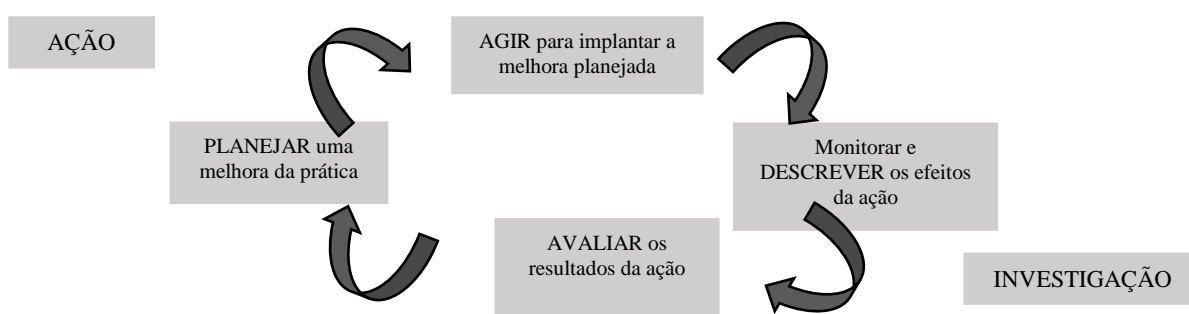 AÇÃO
AGIR para implantar a
melhora planejada
PLANEJAR uma
melhora da prática
Monitorar e
DESCREVER os efeitos
da ação
AVALIAR os
resultados da ação
INVESTIGAÇÃO